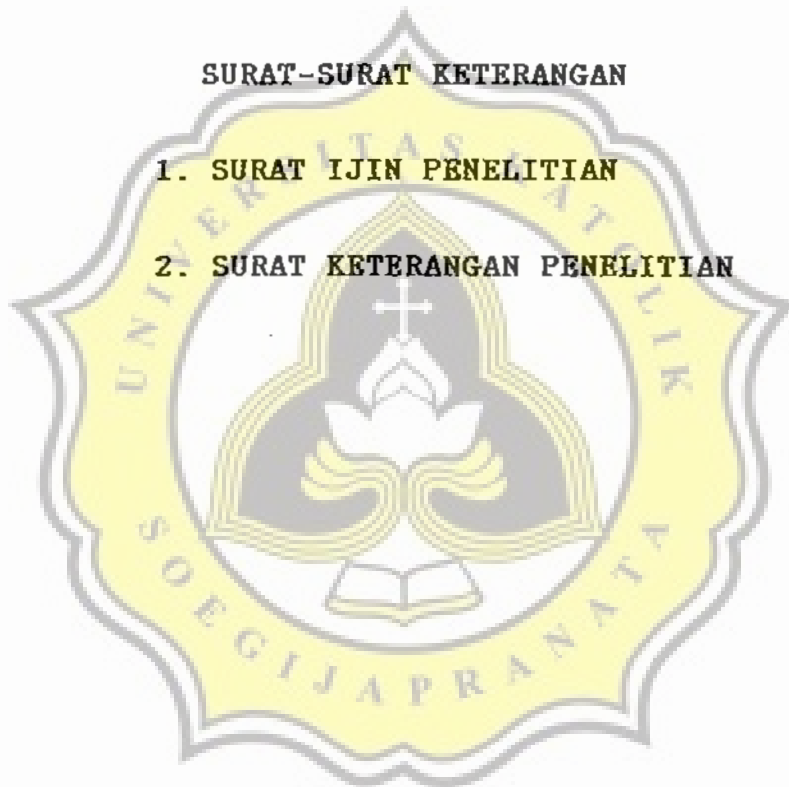 SURAT-SURAT KETERANGAN
1. SURAT IJIN PENELITIAN
2. SURAT KETERANGAN PENELITIAN
UNIVERSITAS KATOLIK
SOEGIJAPRANATA